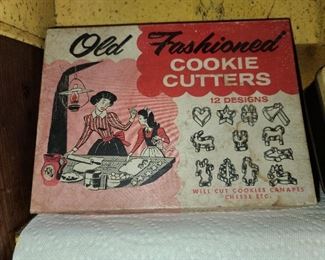 Old Fashioned
COOKIE
CUTTERS
12 DESIGNS
WILL CUT COOKIES CANAPES
CHEESE ETC.